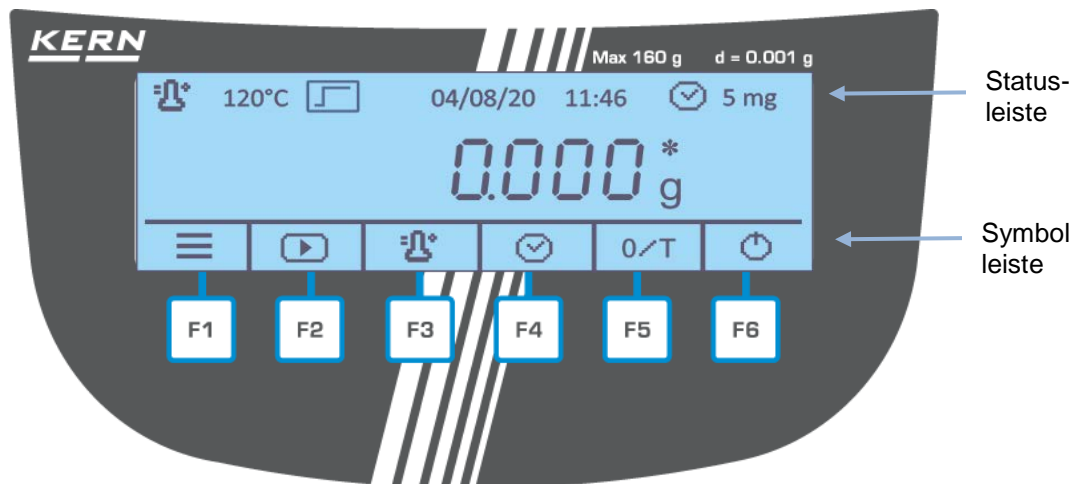 KERN
Max 160 g d = 0.001 g
120°C 04/08/20 11:46 5 mg
Status-
leiste
0.000 *
g
0/T
Symbol
leiste
F1 F2 F3 F4 F5 F6